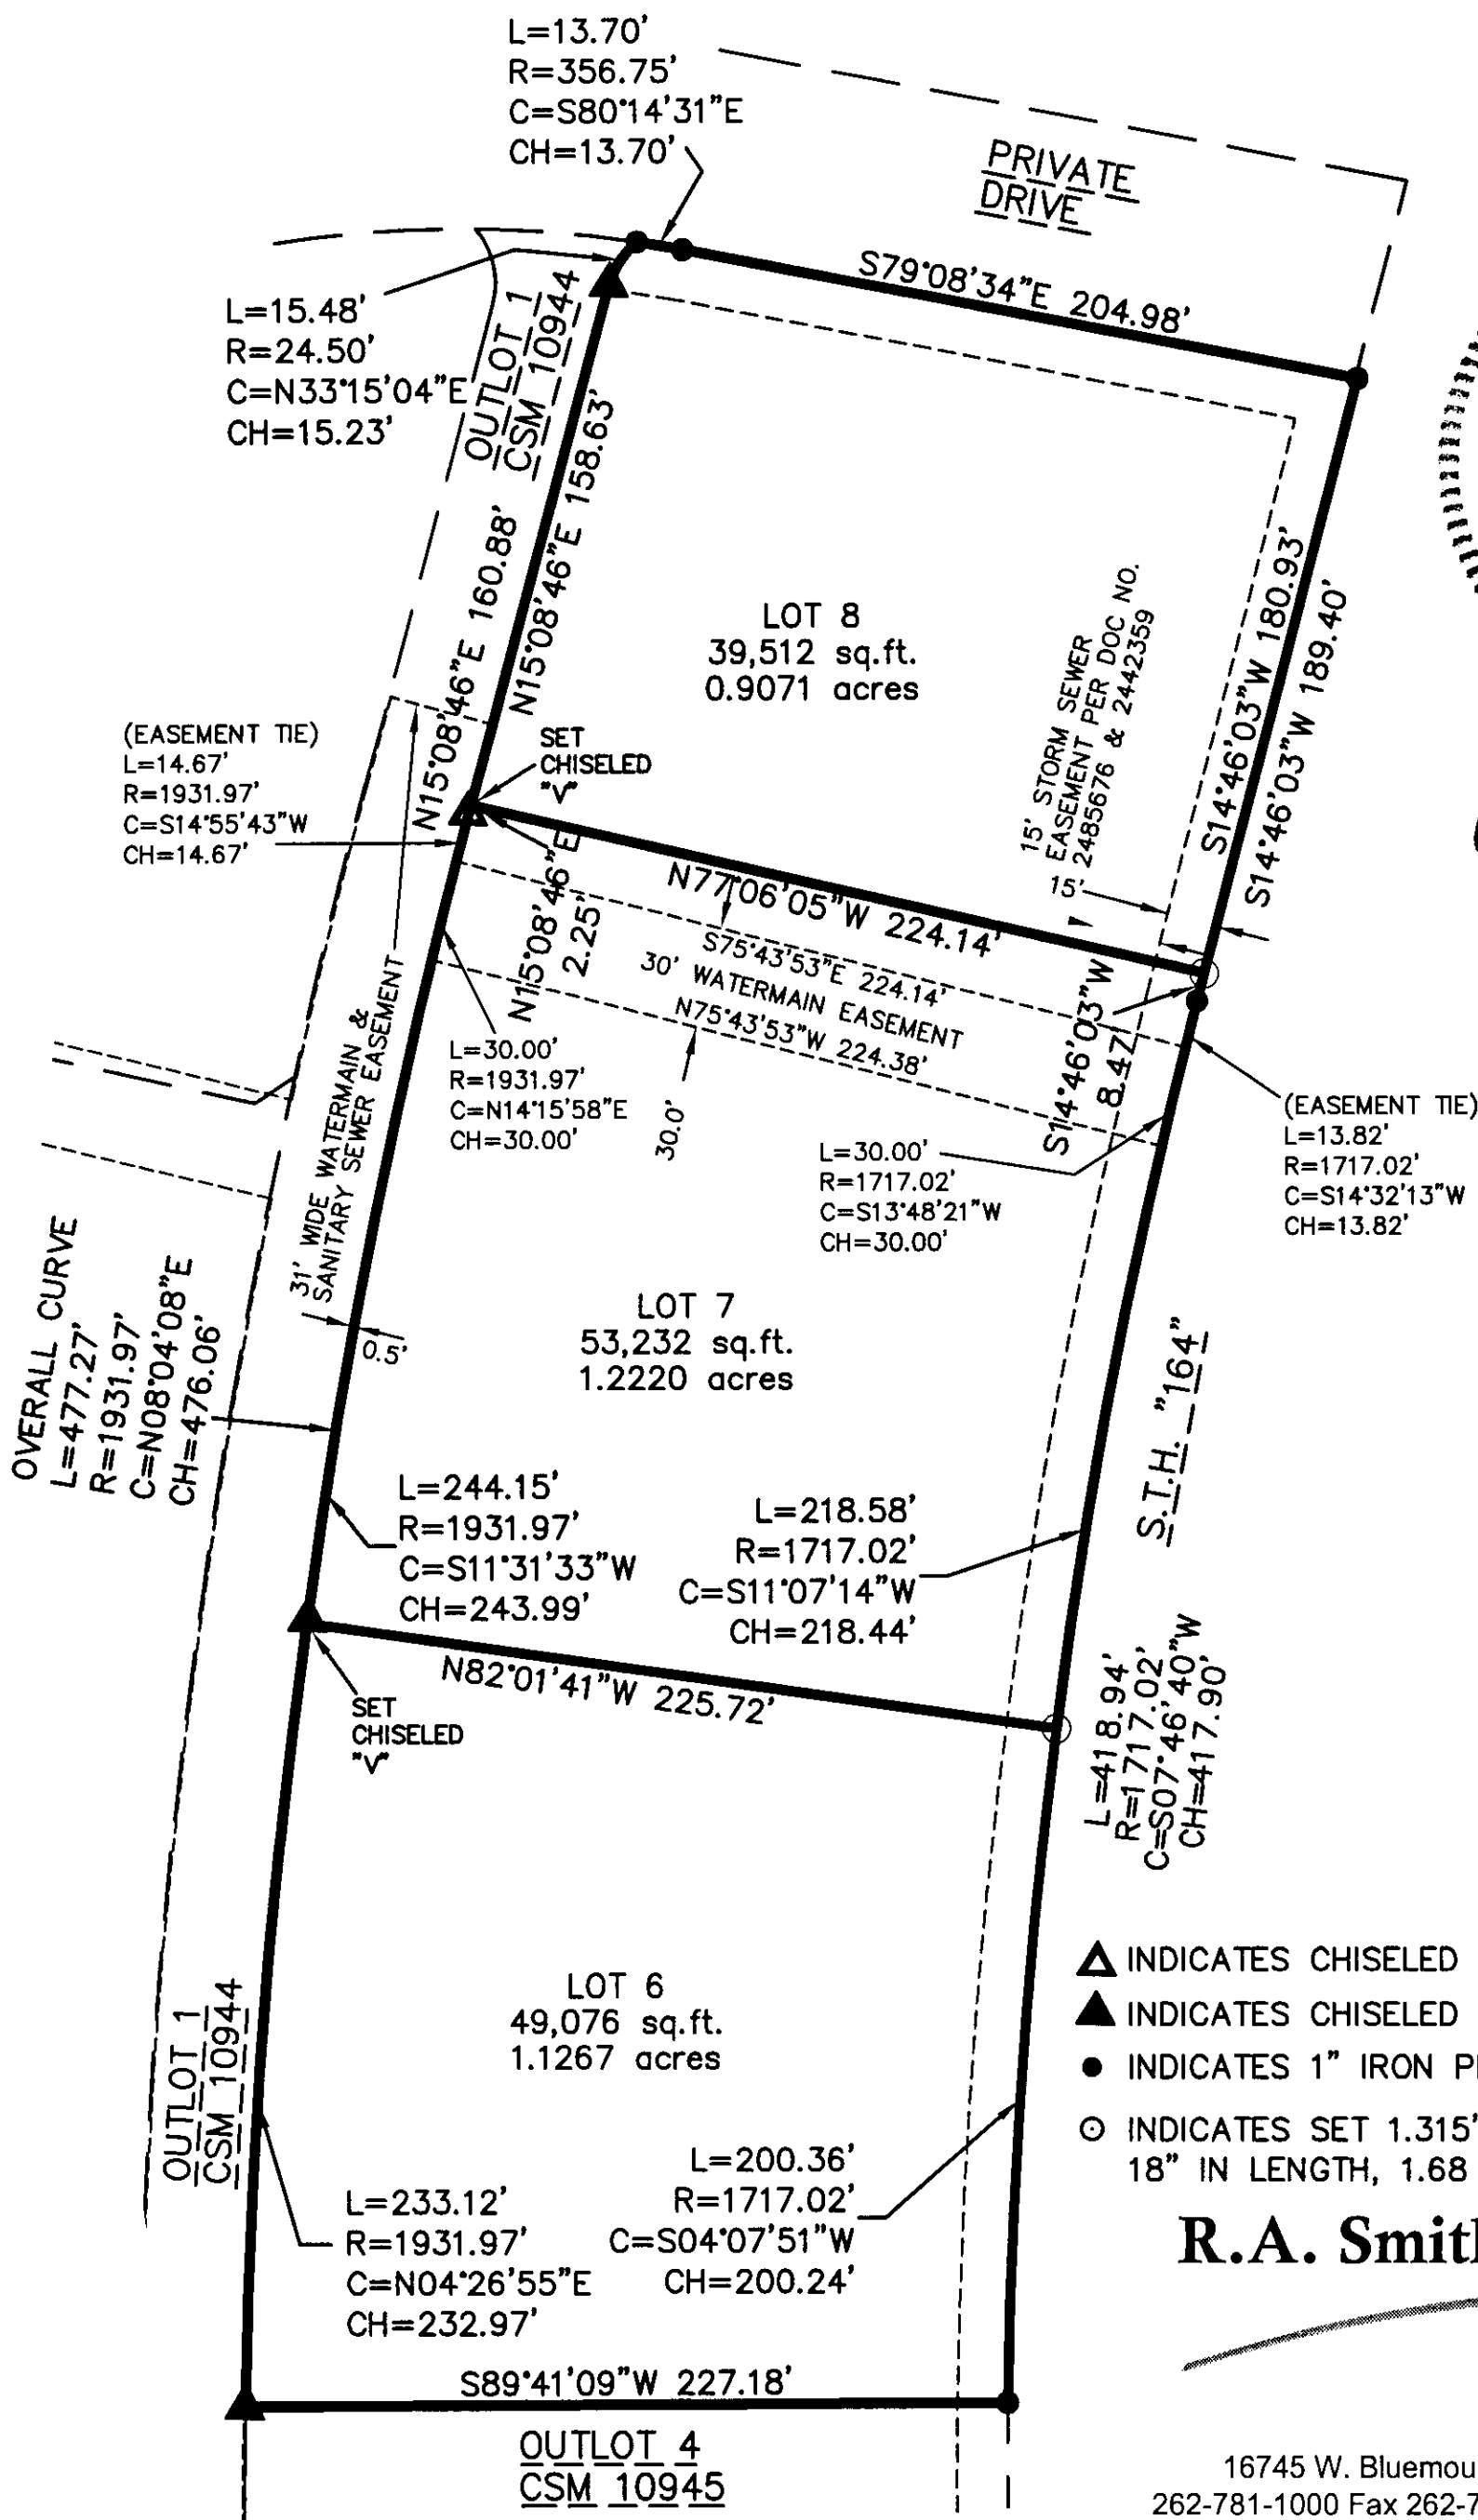 L=13.70'
R=356.75'
C=S80°14'31"E
CH=13.70'
PRIVATE
DRIVE
S79°08'34"E 204.98'
L=15.48'
R=24.50'
C=N33°15'04"E
CH=15.23'
OUTLOT 1
CSM 10944
N15°08'46"E 158.63'
N15°08'46"E 160.88'
LOT 8
39,512 sq.ft.
0.9071 acres
15' STORM SEWER
EASEMENT PER DOC NO.
2485676 & 2442359
15'
S14°46'03"W 180.93'
S14°46'03"W 189.40'
(EASEMENT TIE)
L=14.67'
R=1931.97'
C=S14°55'43"W
CH=14.67'
SET
CHISELED
"V"
N15°08'46"E
2.25'
N77°06'05"W 224.14'
S75°43'53"E 224.14'
30' WATERMAIN EASEMENT
N75°43'53"W 224.38'
30.0'
S14°46'03"W
8.47'
L=30.00'
R=1931.97'
C=N14°15'58"E
CH=30.00'
L=30.00'
R=1717.02'
C=S13°48'21"W
CH=30.00'
(EASEMENT TIE)
L=13.82'
R=1717.02'
C=S14°32'13"W
CH=13.82'
31' WIDE WATERMAIN &
SANITARY SEWER EASEMENT
0.5'
OVERALL CURVE
L=477.27'
R=1931.97'
C=N08°04'08"E
CH=476.06'
LOT 7
53,232 sq.ft.
1.2220 acres
S.T.H. "164"
L=244.15'
R=1931.97'
C=S11°31'33"W
CH=243.99'
L=218.58'
R=1717.02'
C=S11°07'14"W
CH=218.44'
N82°01'41"W 225.72'
SET
CHISELED
"V"
L=418.94'
R=1717.02'
C=S07°46'40"W
CH=417.90'
LOT 6
49,076 sq.ft.
1.1267 acres
OUTLOT 1
CSM 10944
INDICATES CHISELED
INDICATES CHISELED
INDICATES 1" IRON PI
INDICATES SET 1.315"
18" IN LENGTH, 1.68
R.A. Smith
L=233.12'
R=1931.97'
C=N04°26'55"E
CH=232.97'
L=200.36'
R=1717.02'
C=S04°07'51"W
CH=200.24'
S89°41'09"W 227.18'
OUTLOT 4
CSM 10945
16745 W. Bluemou
262-781-1000 Fax 262-7